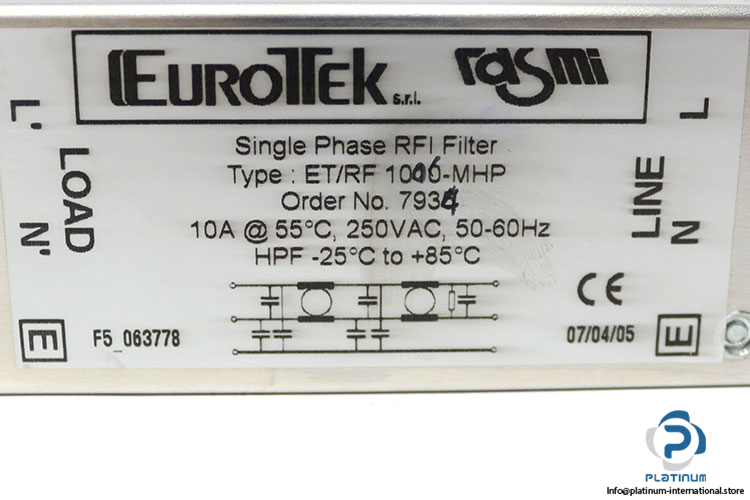 EUROTEK s.r.l. rasmi
Single Phase RFI Filter
Type : ET/RF 1016-MHP
Order No. 7934
10A @ 55°C, 250VAC, 50-60Hz
HPF -25°C to +85°C
L'
LOAD
N'
E
F5_063778
L
LINE
N
CE
07/04/05
E
PLATINUM
Info@platinum-international.store